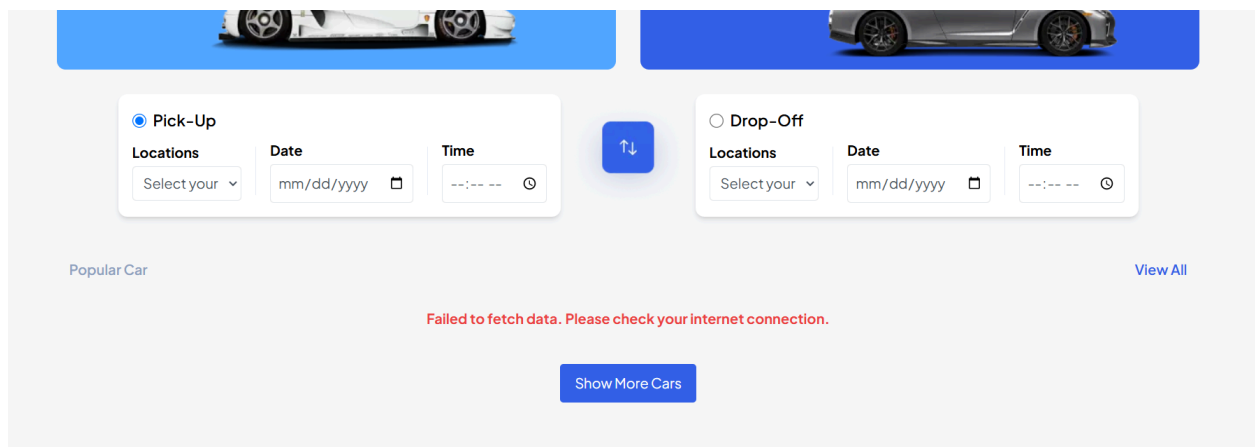 Pick-Up
Locations Date Time
Select your mm/dd/yyyy --:-- --
Drop-Off
Locations Date Time
Select your mm/dd/yyyy --:-- --
Popular Car
View All
Failed to fetch data. Please check your internet connection.
Show More Cars